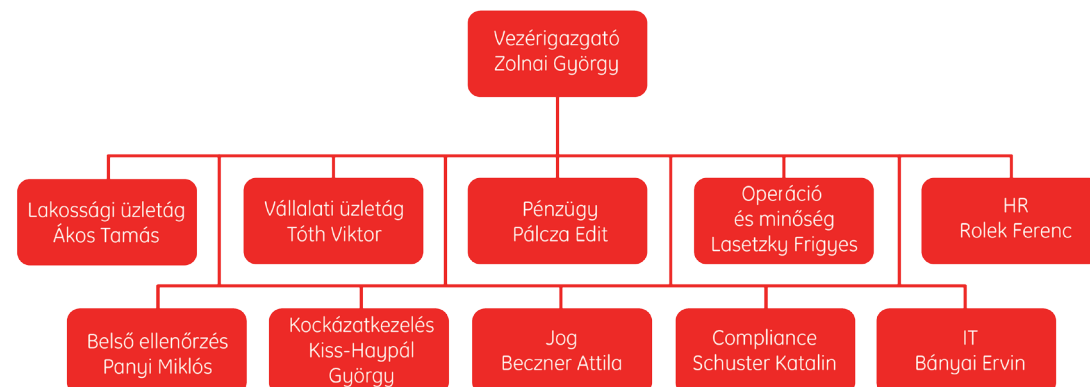 Vezérigazgató
Zolnai György
Lakossági üzletág
Ákos Tamás
Vállalati üzletág
Tóth Viktor
Pénzügy
Pálcza Edit
Operáció
és minőség
Lasetzky Frigyes
HR
Rolek Ferenc
Belső ellenőrzés
Panyi Miklós
Kockázatkezelés
Kiss-Haypál
György
Jog
Beczner Attila
Compliance
Schuster Katalin
IT
Bányai Ervin